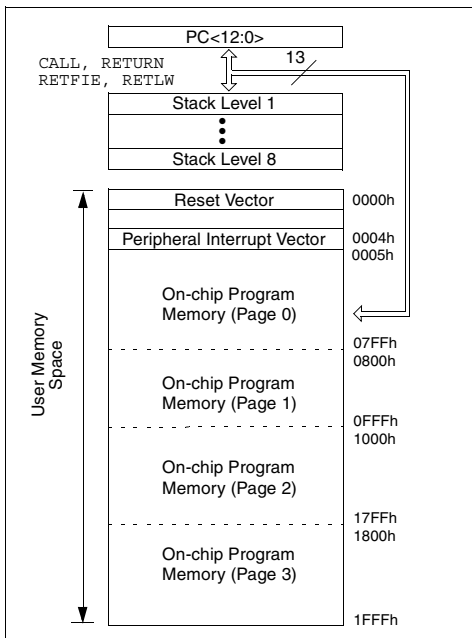 PC<12:0>
CALL, RETURN
RETFIE, RETLW
13
Stack Level 1
Stack Level 8
Reset Vector
0000h
Peripheral Interrupt Vector
0004h
0005h
On-chip Program
Memory (Page 0)
07FFh
0800h
On-chip Program
Memory (Page 1)
0FFFh
1000h
On-chip Program
Memory (Page 2)
17FFh
1800h
On-chip Program
Memory (Page 3)
1FFFh
User Memory
Space